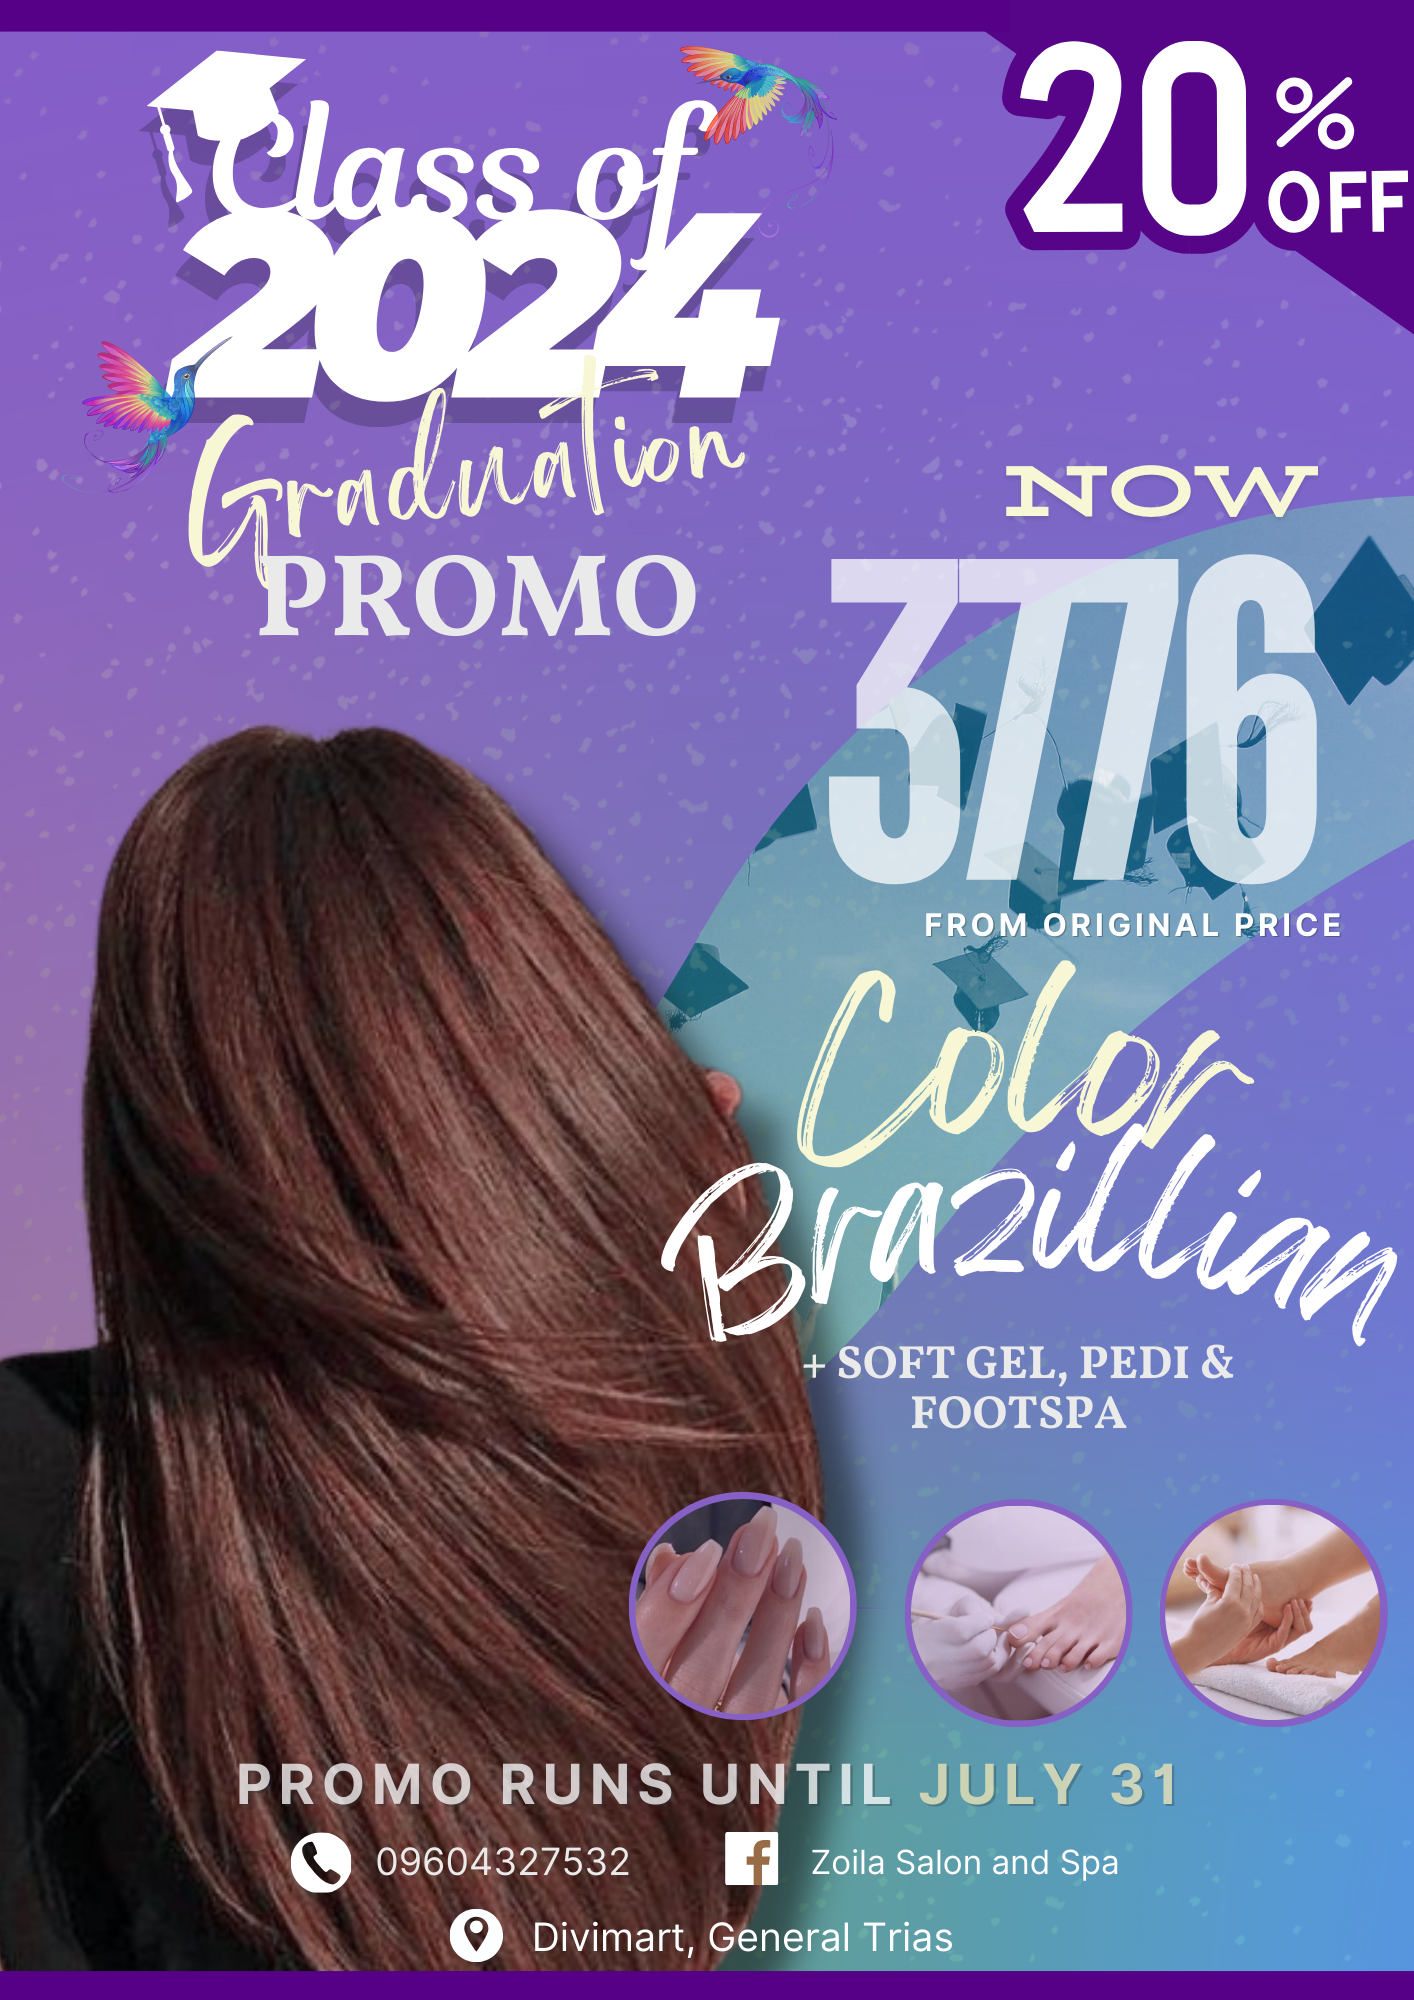 Class of
2024
Graduation
PROMO
20%
OFF
NOW
3776
FROM ORIGINAL PRICE
Color
Brazillian
+ SOFT GEL, PEDI &
FOOTSPA
PROMO RUNS UNTIL JULY 31
09604327532
Zoila Salon and Spa
Divimart, General Trias